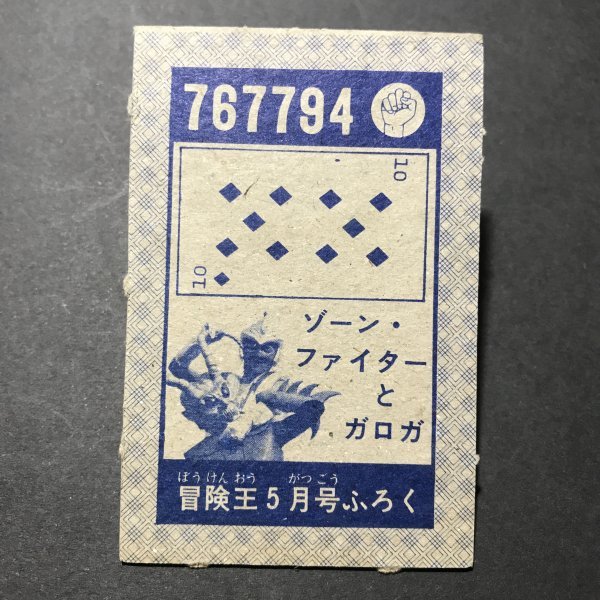 767794
10
10
ゾーン・
ファイター
と
ガロガ
ぼうけんおう がつごう
冒険王5月号ふろく